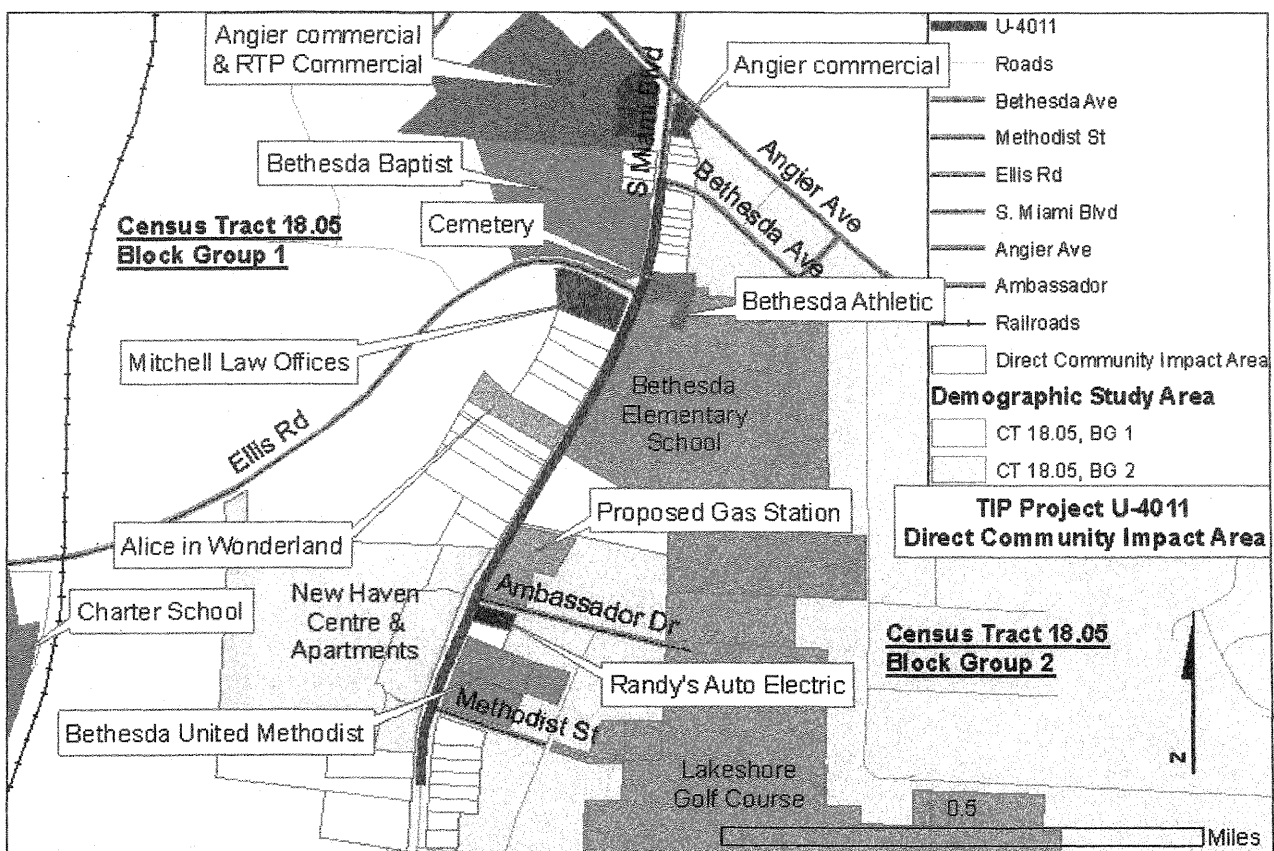 Angier commercial
& RTP Commercial
S Miami Blvd
Angier commercial
Bethesda Baptist
Angier Ave
Bethesda Ave
Census Tract 18.05
Block Group 1
Cemetery
Bethesda Athletic
Mitchell Law Offices
Bethesda
Elementary
School
Ellis Rd
Alice in Wonderland
Proposed Gas Station
Charter School
New Haven
Centre &
Apartments
Ambassador Dr
Randy's Auto Electric
Bethesda United Methodist
Methodist St
Lakeshore
Golf Course
U-4011
Roads
Bethesda Ave
Methodist St
Ellis Rd
S. Miami Blvd
Angier Ave
Ambassador
Railroads
Direct Community Impact Area
Demographic Study Area
CT 18.05, BG 1
CT 18.05, BG 2
TIP Project U-4011
Direct Community Impact Area
Census Tract 18.05
Block Group 2
N
0.5
Miles